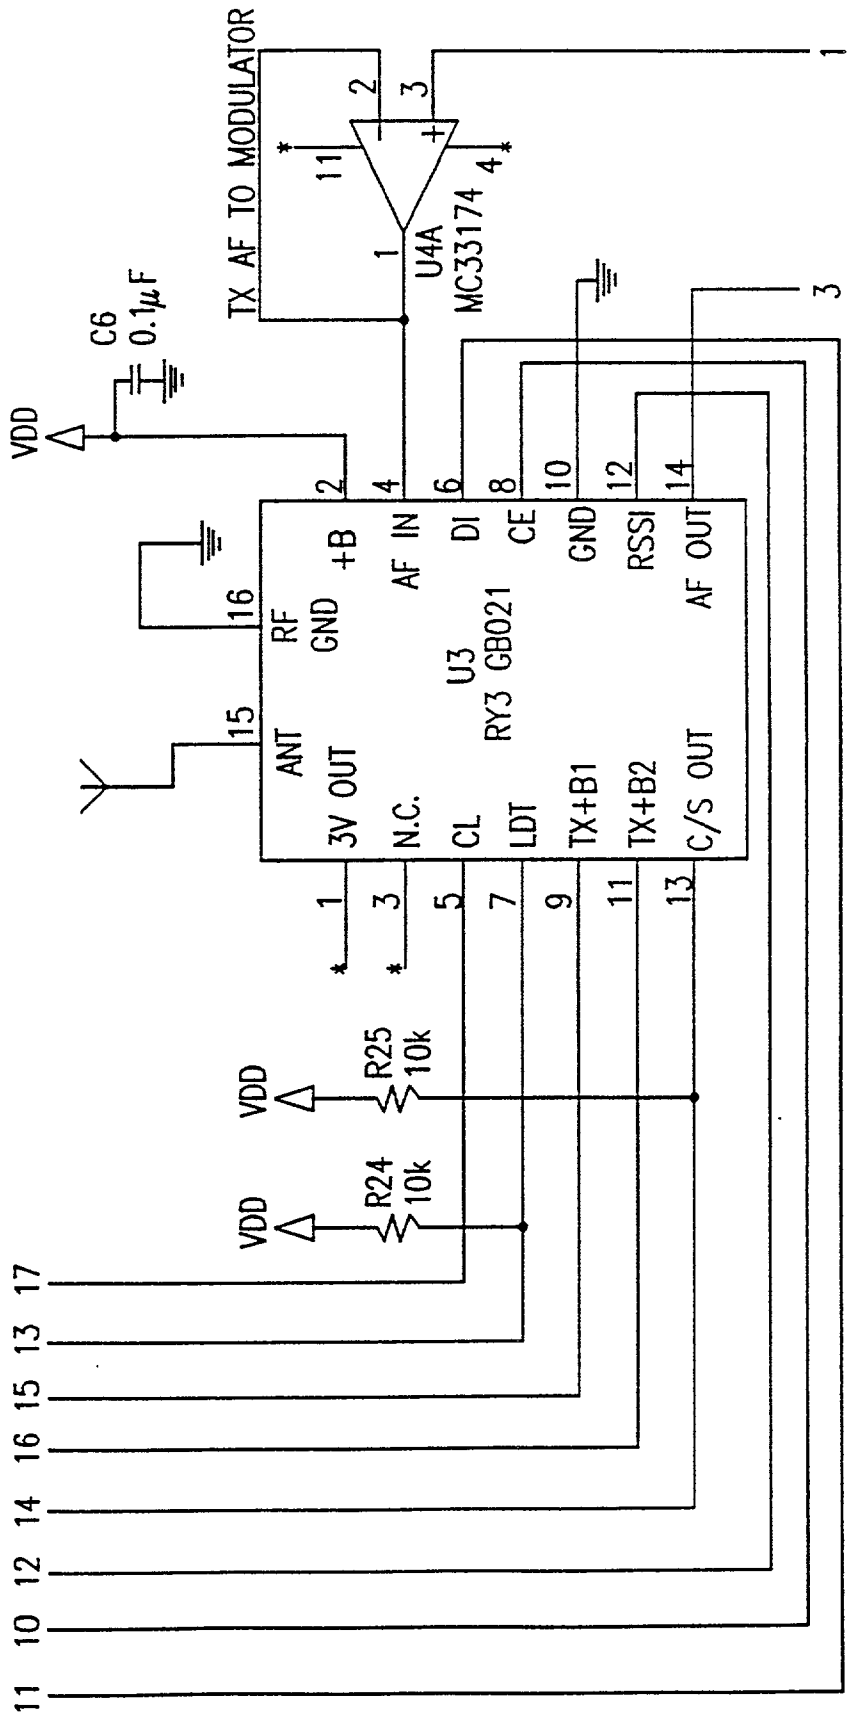 TX AF TO MODULATOR
2
3
11
4
1
U4A
MC33174
1
C6
0.1µF
VDD
2
4
6
8
10
12
14
3
16
15
RF
GND
ANT
+B
AF IN
DI
CE
GND
RSSI
AF OUT
U3
RY3 GB021
3V OUT
N.C.
CL
LDT
TX+B1
TX+B2
C/S OUT
1
3
5
7
9
11
13
*
*
*
*
VDD
R25
10k
VDD
R24
10k
17
13
15
16
14
12
10
11